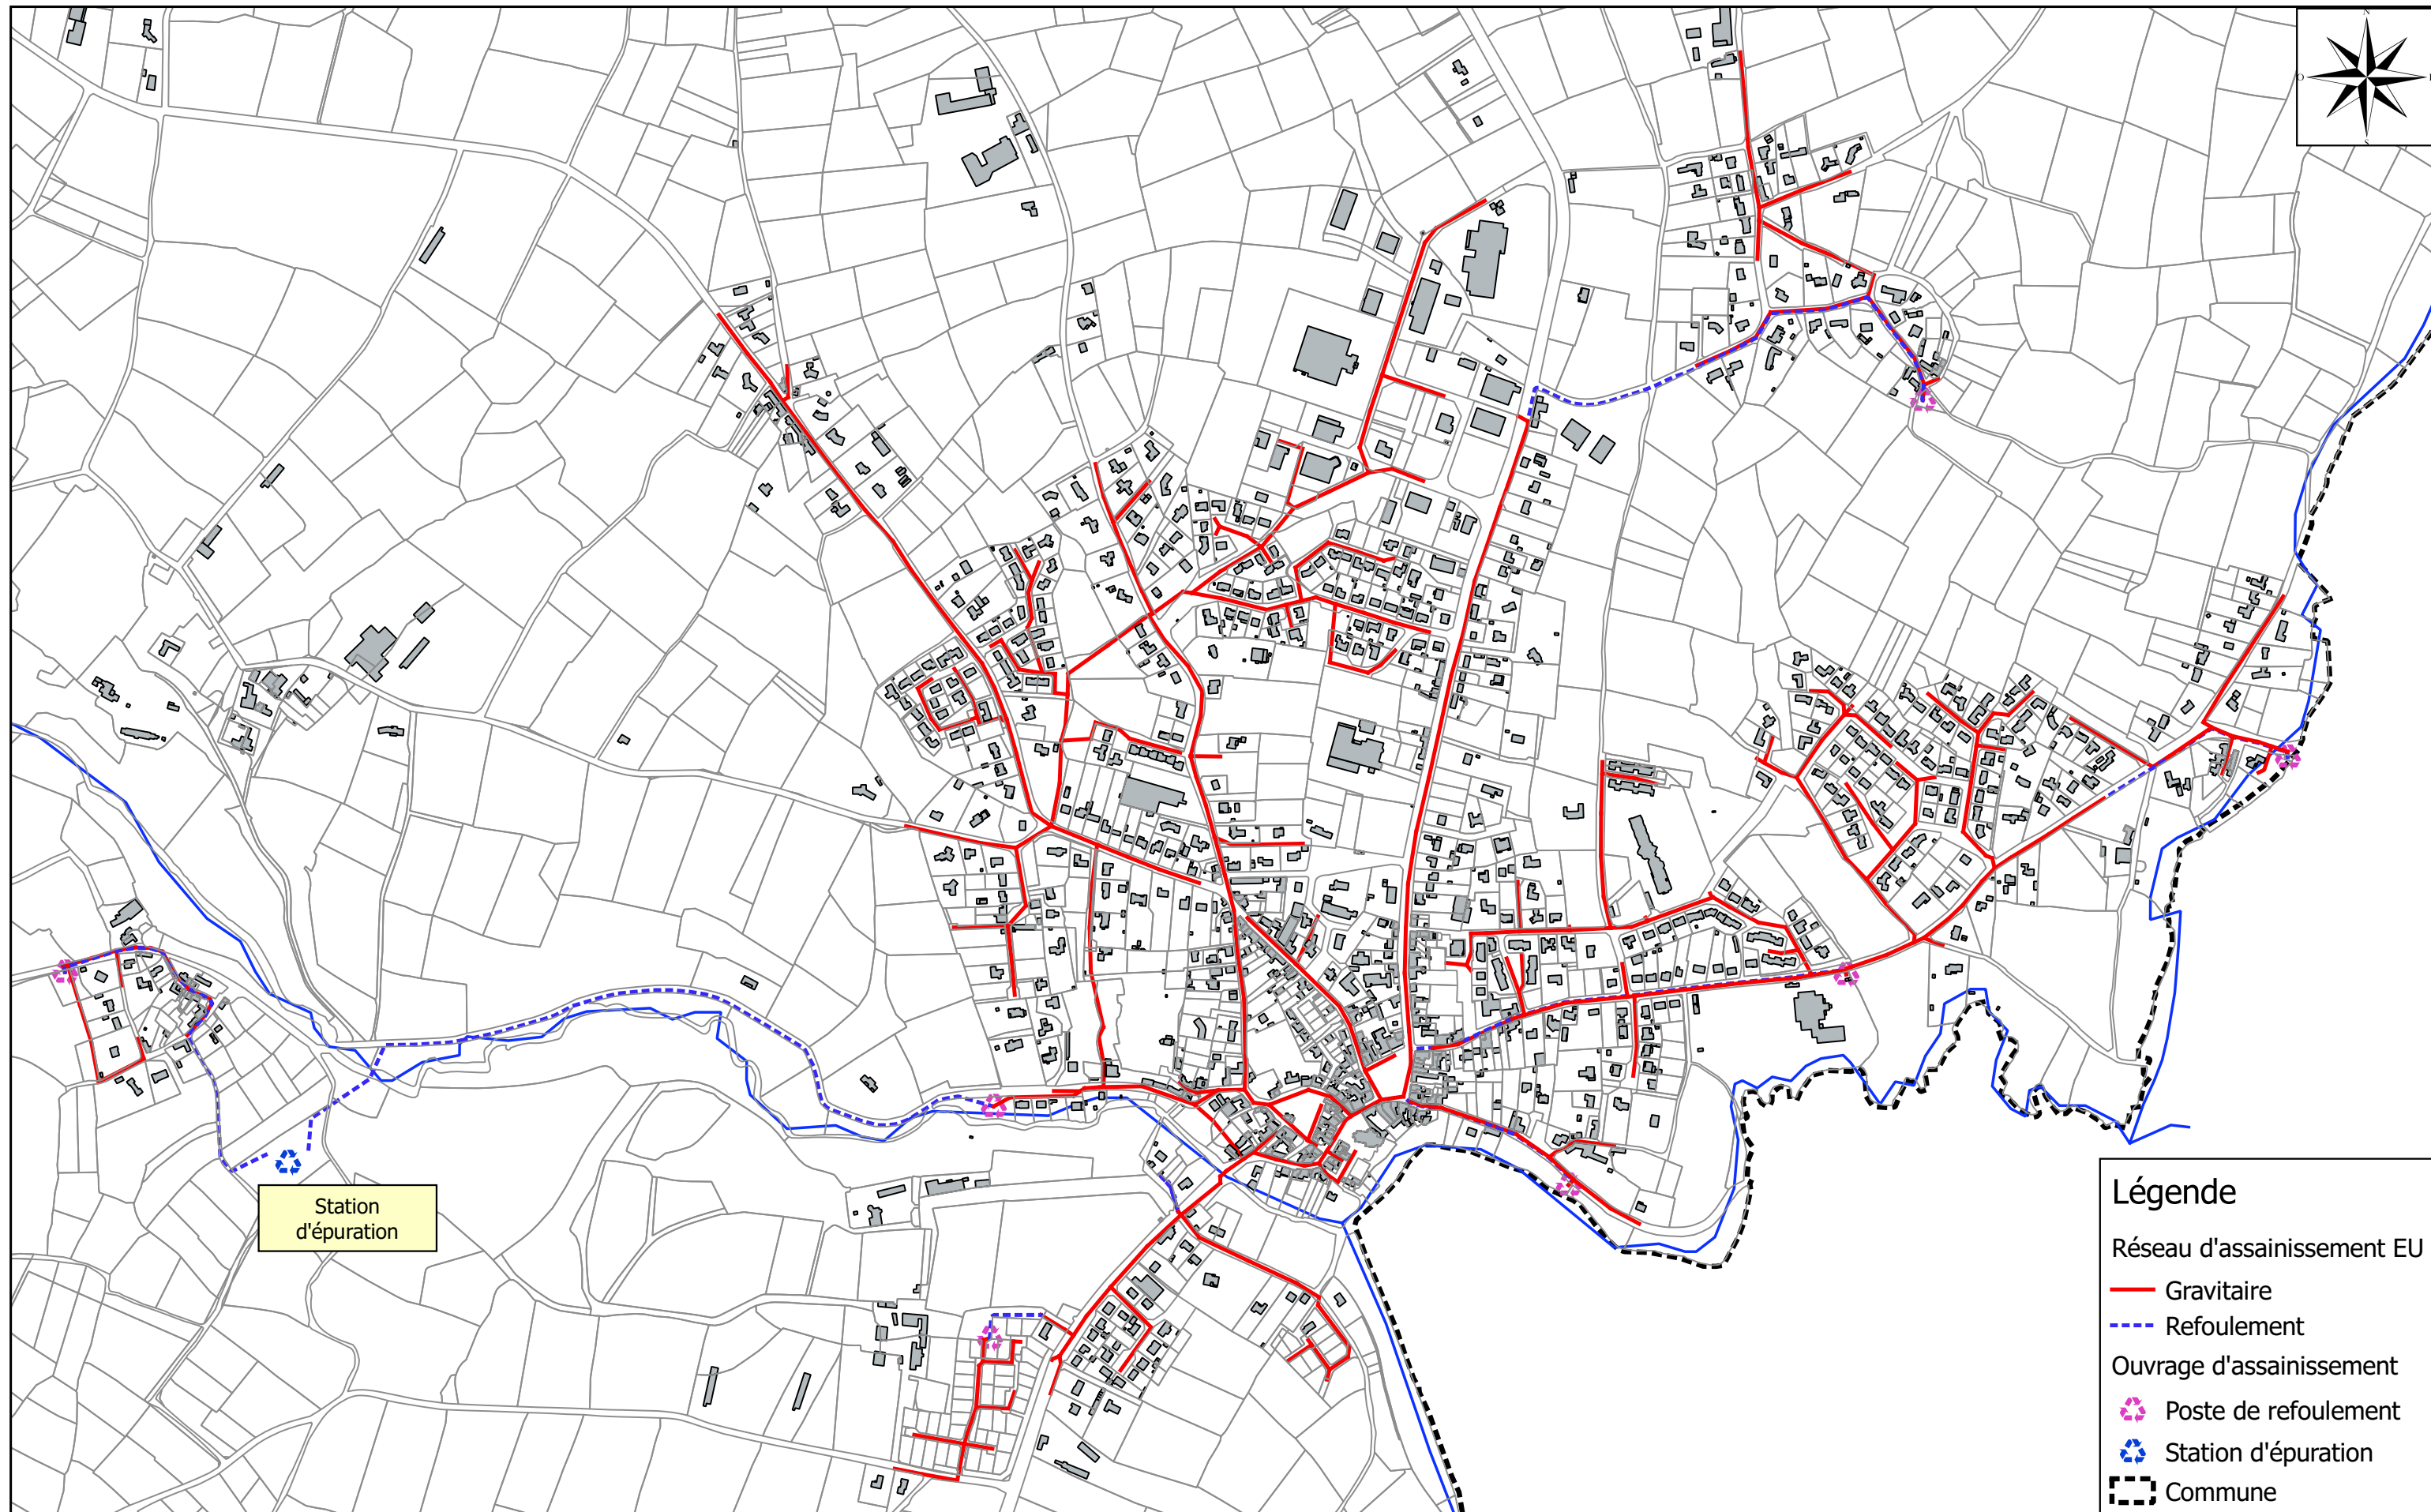 N
O
S
Station
d'épuration
Légende
Réseau d'assainissement EU
Gravitaire
Refoulement
Ouvrage d'assainissement
Poste de refoulement
Station d'épuration
Commune